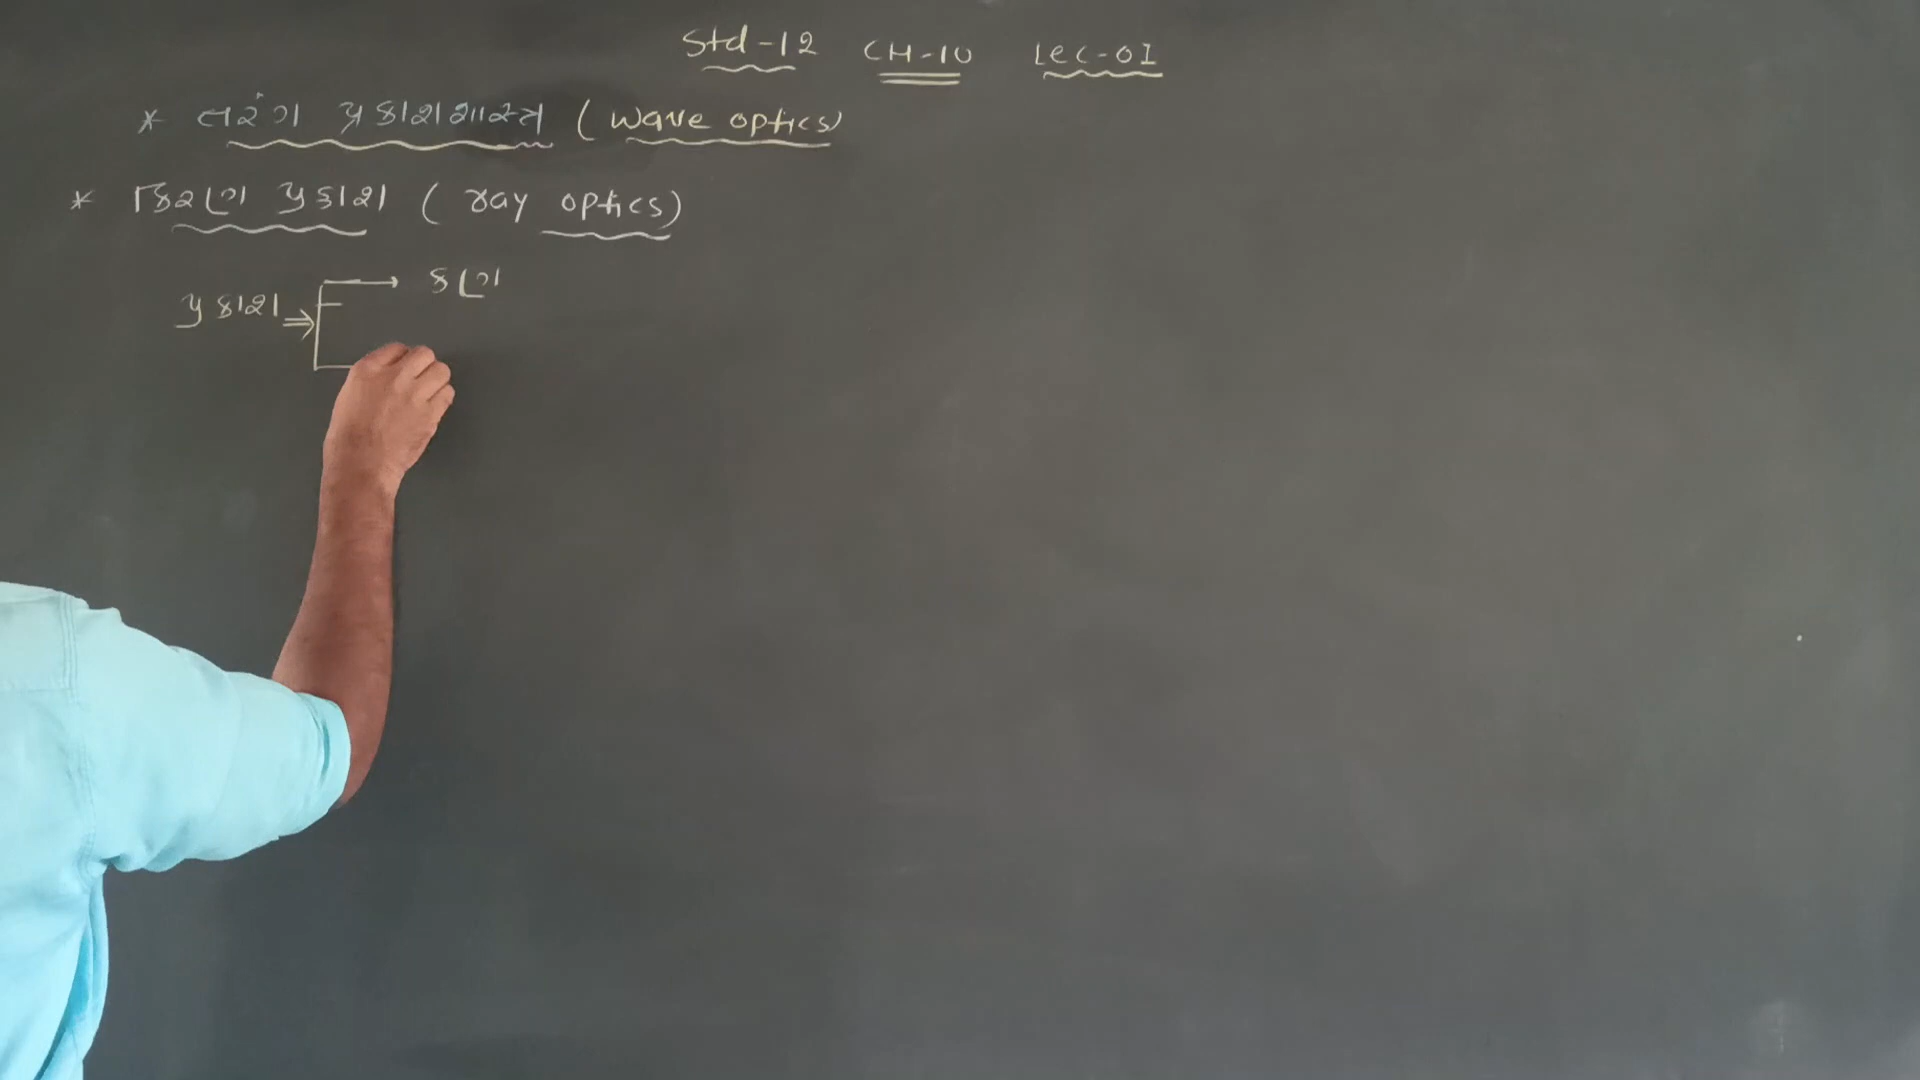 Std-12 CH-10 Lec-01
* તરંગ પ્રકાશશાસ્ત્ર (wave optics)
* કિરણ પ્રકાશ (ray optics)
કણ
પ્રકાશ ⇒